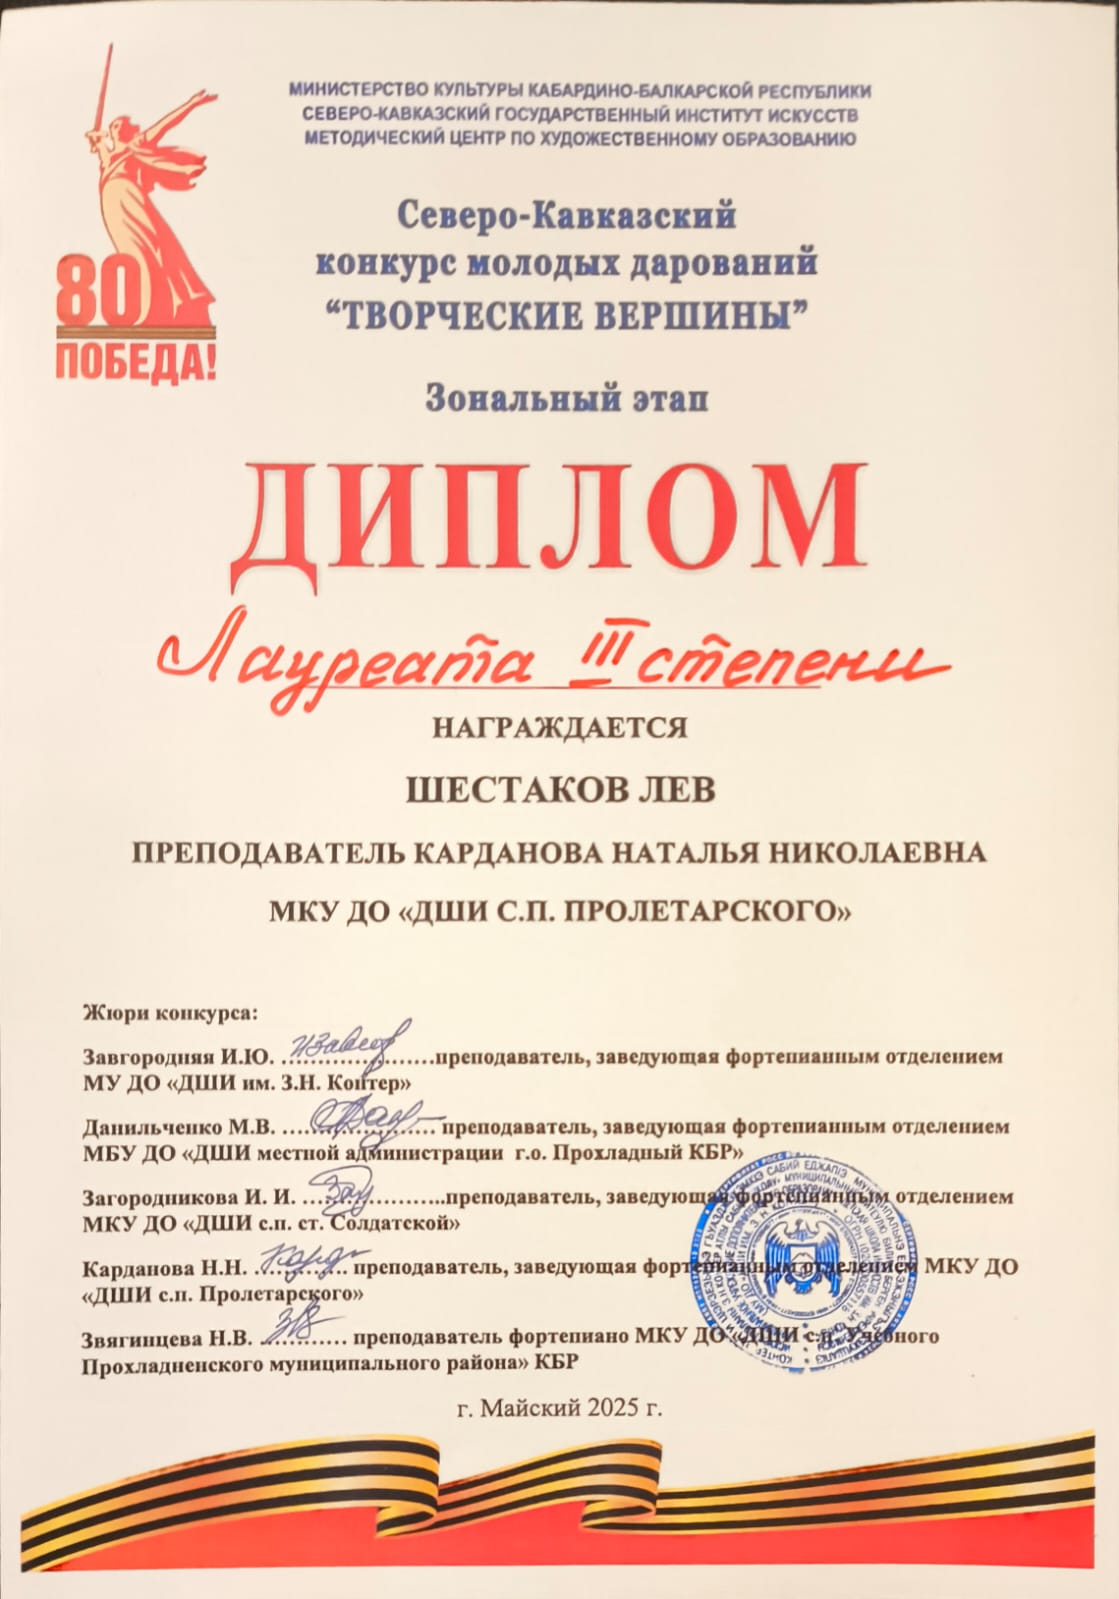 МИНИСТЕРСТВО КУЛЬТУРЫ КАБАРДИНО-БАЛКАРСКОЙ РЕСПУБЛИКИ
СЕВЕРО-КАВКАЗСКИЙ ГОСУДАРСТВЕННЫЙ ИНСТИТУТ ИСКУССТВ
МЕТОДИЧЕСКИЙ ЦЕНТР ПО ХУДОЖЕСТВЕННОМУ ОБРАЗОВАНИЮ
80
ПОБЕДА!
Северо-Кавказский
конкурс молодых дарований
“ТВОРЧЕСКИЕ ВЕРШИНЫ”
Зональный этап
ДИПЛОМ
Лауреата III степени
НАГРАЖДАЕТСЯ
ШЕСТАКОВ ЛЕВ
ПРЕПОДАВАТЕЛЬ КАРДАНОВА НАТАЛЬЯ НИКОЛАЕВНА
МКУ ДО «ДШИ С.П. ПРОЛЕТАРСКОГО»
Жюри конкурса:
Завгородняя И.Ю. ......................преподаватель, заведующая фортепианным отделением
МУ ДО «ДШИ им. З.Н. Контер»
Данильченко М.В. ...................... преподаватель, заведующая фортепианным отделением
МБУ ДО «ДШИ местной администрации г.о. Прохладный КБР»
Загородникова И. И. ....................преподаватель, заведующая фортепианным отделением
МКУ ДО «ДШИ с.п. ст. Солдатской»
Карданова Н.Н. .............. преподаватель, заведующая фортепианным отделением МКУ ДО
«ДШИ с.п. Пролетарского»
Звягинцева Н.В. ............. преподаватель фортепиано МКУ ДО «ДШИ с.п. Учебного
Прохладненского муниципального района» КБР
г. Майский 2025 г.